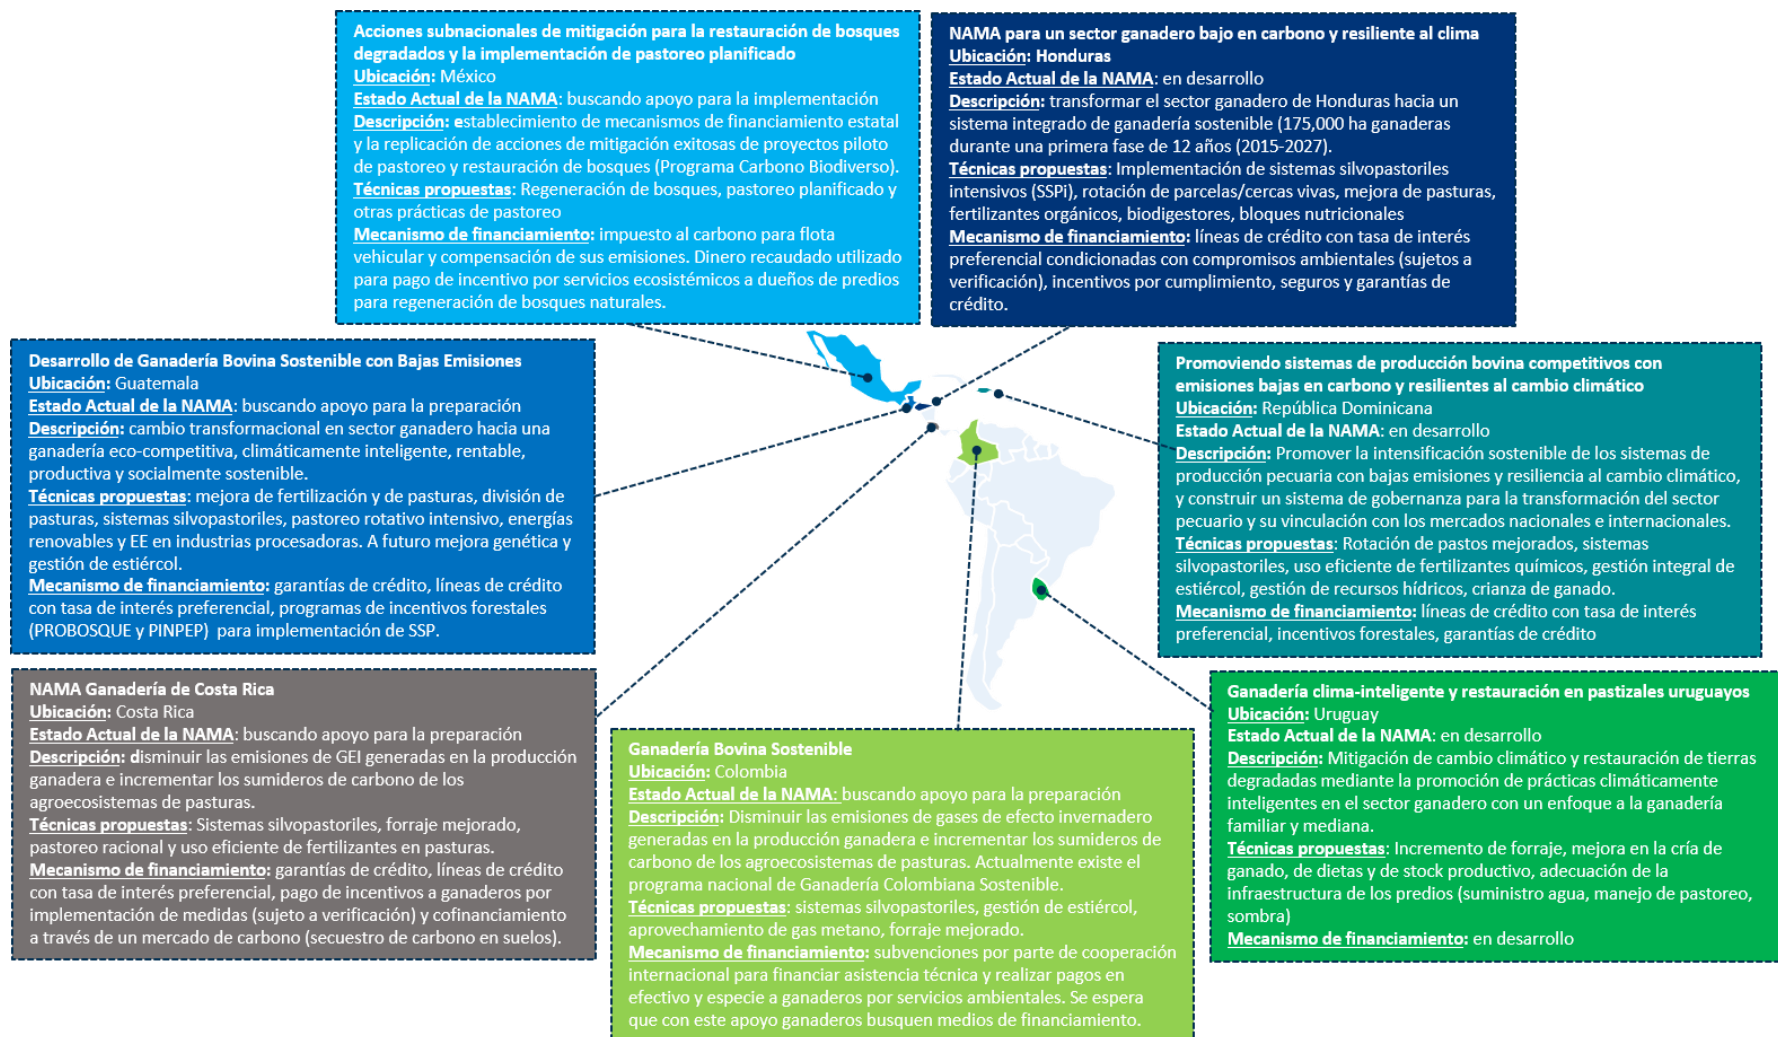 Acciones subnacionales de mitigación para la restauración de bosques
degradados y la implementación de pastoreo planificado
Ubicación: México
Estado Actual de la NAMA: buscando apoyo para la implementación
Descripción: establecimiento de mecanismos de financiamiento estatal
y la replicación de acciones de mitigación exitosas de proyectos piloto
de pastoreo y restauración de bosques (Programa Carbono Biodiverso).
Técnicas propuestas: Regeneración de bosques, pastoreo planificado y
otras prácticas de pastoreo
Mecanismo de financiamiento: impuesto al carbono para flota
vehicular y compensación de sus emisiones. Dinero recaudado utilizado
para pago de incentivo por servicios ecosistémicos a dueños de predios
para regeneración de bosques naturales.
NAMA para un sector ganadero bajo en carbono y resiliente al clima
Ubicación: Honduras
Estado Actual de la NAMA: en desarrollo
Descripción: transformar el sector ganadero de Honduras hacia un
sistema integrado de ganadería sostenible (175,000 ha ganaderas
durante una primera fase de 12 años (2015-2027).
Técnicas propuestas: Implementación de sistemas silvopastoriles
intensivos (SSPi), rotación de parcelas/cercas vivas, mejora de pasturas,
fertilizantes orgánicos, biodigestores, bloques nutricionales
Mecanismo de financiamiento: líneas de crédito con tasa de interés
preferencial condicionadas con compromisos ambientales (sujetos a
verificación), incentivos por cumplimiento, seguros y garantías de
crédito.
Desarrollo de Ganadería Bovina Sostenible con Bajas Emisiones
Ubicación: Guatemala
Estado Actual de la NAMA: buscando apoyo para la preparación
Descripción: cambio transformacional en sector ganadero hacia una
ganadería eco-competitiva, climáticamente inteligente, rentable,
productiva y socialmente sostenible.
Técnicas propuestas: mejora de fertilización y de pasturas, división de
pasturas, sistemas silvopastoriles, pastoreo rotativo intensivo, energías
renovables y EE en industrias procesadoras. A futuro mejora genética y
gestión de estiércol.
Mecanismo de financiamiento: garantías de crédito, líneas de crédito
con tasa de interés preferencial, programas de incentivos forestales
(PROBOSQUE y PINPEP) para implementación de SSP.
Promoviendo sistemas de producción bovina competitivos con
emisiones bajas en carbono y resilientes al cambio climático
Ubicación: República Dominicana
Estado Actual de la NAMA: en desarrollo
Descripción: Promover la intensificación sostenible de los sistemas de
producción pecuaria con bajas emisiones y resiliencia al cambio climático,
y construir un sistema de gobernanza para la transformación del sector
pecuario y su vinculación con los mercados nacionales e internacionales.
Técnicas propuestas: Rotación de pastos mejorados, sistemas
silvopastoriles, uso eficiente de fertilizantes químicos, gestión integral de
estiércol, gestión de recursos hídricos, crianza de ganado.
Mecanismo de financiamiento: líneas de crédito con tasa de interés
preferencial, incentivos forestales, garantías de crédito
NAMA Ganadería de Costa Rica
Ubicación: Costa Rica
Estado Actual de la NAMA: buscando apoyo para la preparación
Descripción: disminuir las emisiones de GEI generadas en la producción
ganadera e incrementar los sumideros de carbono de los
agroecosistemas de pasturas.
Técnicas propuestas: Sistemas silvopastoriles, forraje mejorado,
pastoreo racional y uso eficiente de fertilizantes en pasturas.
Mecanismo de financiamiento: garantías de crédito, líneas de crédito
con tasa de interés preferencial, pago de incentivos a ganaderos por
implementación de medidas (sujeto a verificación) y cofinanciamiento
a través de un mercado de carbono (secuestro de carbono en suelos).
Ganadería Bovina Sostenible
Ubicación: Colombia
Estado Actual de la NAMA: buscando apoyo para la preparación
Descripción: Disminuir las emisiones de gases de efecto invernadero
generadas en la producción ganadera e incrementar los sumideros de
carbono de los agroecosistemas de pasturas. Actualmente existe el
programa nacional de Ganadería Colombiana Sostenible.
Técnicas propuestas: sistemas silvopastoriles, gestión de estiércol,
aprovechamiento de gas metano, forraje mejorado.
Mecanismo de financiamiento: subvenciones por parte de cooperación
internacional para financiar asistencia técnica y realizar pagos en
efectivo y especie a ganaderos por servicios ambientales. Se espera
que con este apoyo ganaderos busquen medios de financiamiento.
Ganadería clima-inteligente y restauración en pastizales uruguayos
Ubicación: Uruguay
Estado Actual de la NAMA: en desarrollo
Descripción: Mitigación de cambio climático y restauración de tierras
degradadas mediante la promoción de prácticas climáticamente
inteligentes en el sector ganadero con un enfoque a la ganadería
familiar y mediana.
Técnicas propuestas: Incremento de forraje, mejora en la cría de
ganado, de dietas y de stock productivo, adecuación de la
infraestructura de los predios (suministro agua, manejo de pastoreo,
sombra)
Mecanismo de financiamiento: en desarrollo